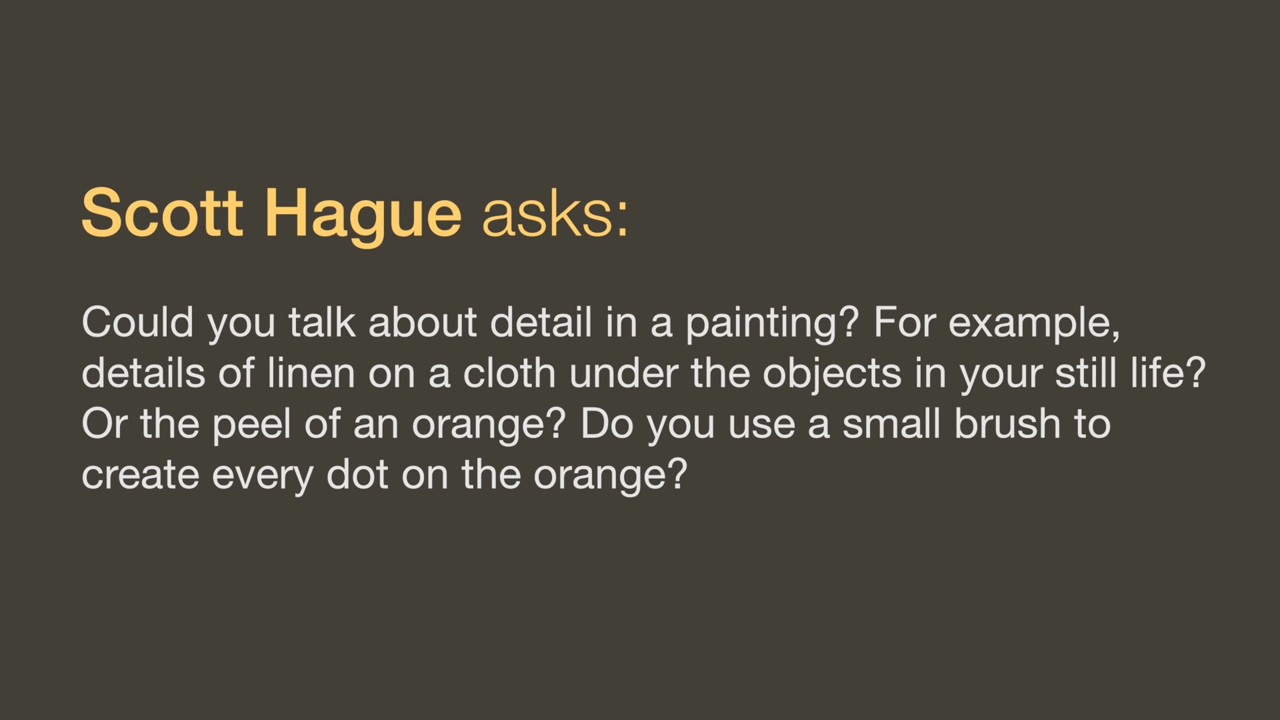 Scott Hague asks:
Could you talk about detail in a painting? For example,
details of linen on a cloth under the objects in your still life?
Or the peel of an orange? Do you use a small brush to
create every dot on the orange?